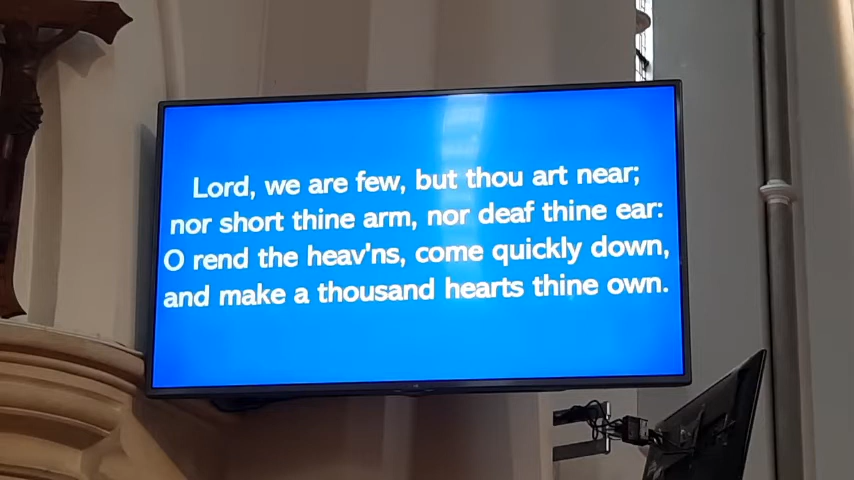 Lord, we are few, but thou art near;
nor short thine arm, nor deaf thine ear:
O rend the heav'ns, come quickly down,
and make a thousand hearts thine own.